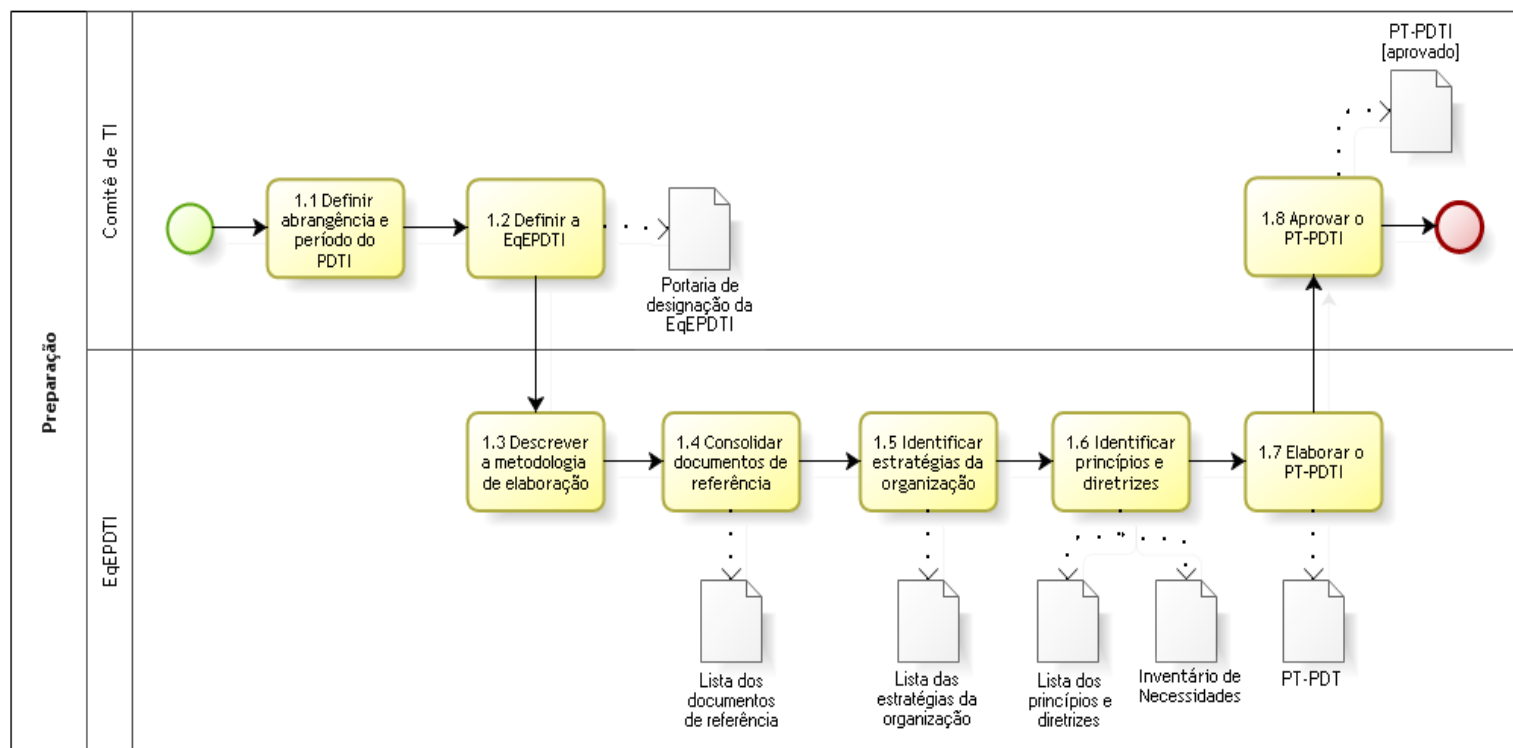 Preparação
Comitê de TI
1.1 Definir
abrangência e
período do
PDTI
1.2 Definir a
EqEPDTI
Portaria de
designação da
EqEPDTI
PT-PDTI
[aprovado]
1.8 Aprovar o
PT-PDTI
EqEPDTI
1.3 Descrever
a metodologia
de elaboração
1.4 Consolidar
documentos de
referência
1.5 Identificar
estratégias da
organização
1.6 Identificar
princípios e
diretrizes
1.7 Elaborar o
PT-PDTI
Lista dos
documentos
de referência
Lista das
estratégias da
organização
Lista dos
princípios e
diretrizes
Inventário de
Necessidades
PT-PDT